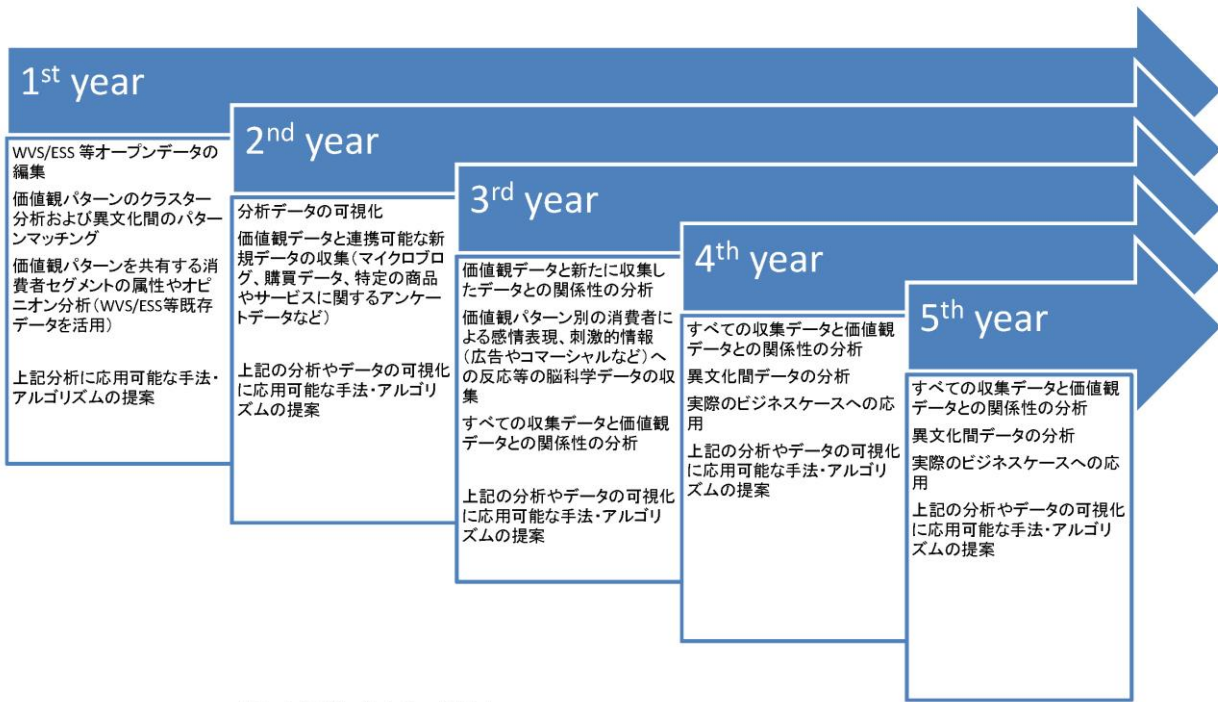 1st year
WVS/ESS 等オープンデータの
編集
価値観パターンのクラスター
分析および異文化間のパター
ンマッチング
価値観パターンを共有する消
費者セグメントの属性やオピ
ニオン分析(WVS/ESS等既存
データを活用)
上記分析に応用可能な手法・
アルゴリズムの提案
2nd year
分析データの可視化
価値観データと連携可能な新
規データの収集(マイクロブロ
グ、購買データ、特定の商品
やサービスに関するアンケー
トデータなど)
上記の分析やデータの可視化
に応用可能な手法・アルゴリ
ズムの提案
3rd year
価値観データと新たに収集し
たデータとの関係性の分析
価値観パターン別の消費者に
よる感情表現、刺激的情報
(広告やコマーシャルなど)へ
の反応等の脳科学データの収
集
すべての収集データと価値観
データとの関係性の分析
上記の分析やデータの可視化
に応用可能な手法・アルゴリ
ズムの提案
4th year
すべての収集データと価値観
データとの関係性の分析
異文化間データの分析
実際のビジネスケースへの応
用
上記の分析やデータの可視化
に応用可能な手法・アルゴリ
ズムの提案
5th year
すべての収集データと価値観
データとの関係性の分析
異文化間データの分析
実際のビジネスケースへの応
用
上記の分析やデータの可視化
に応用可能な手法・アルゴリ
ズムの提案